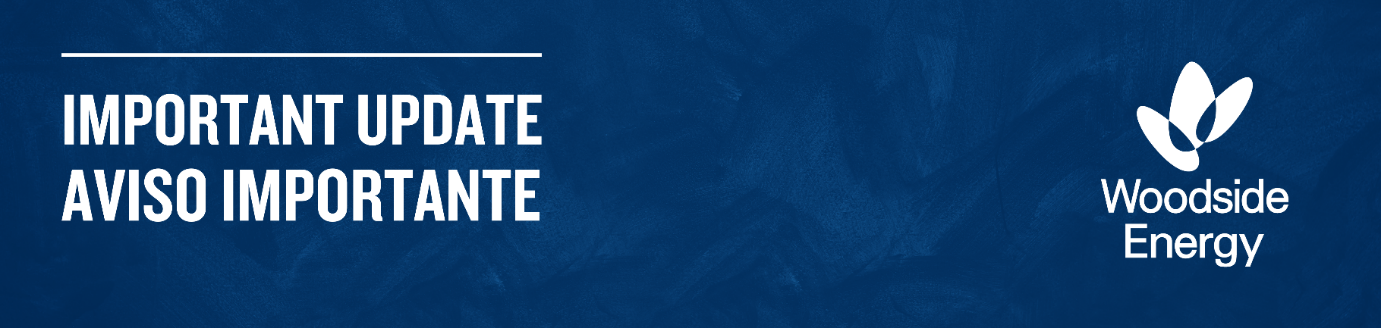 IMPORTANT UPDATE
AVISO IMPORTANTE
Woodside
Energy